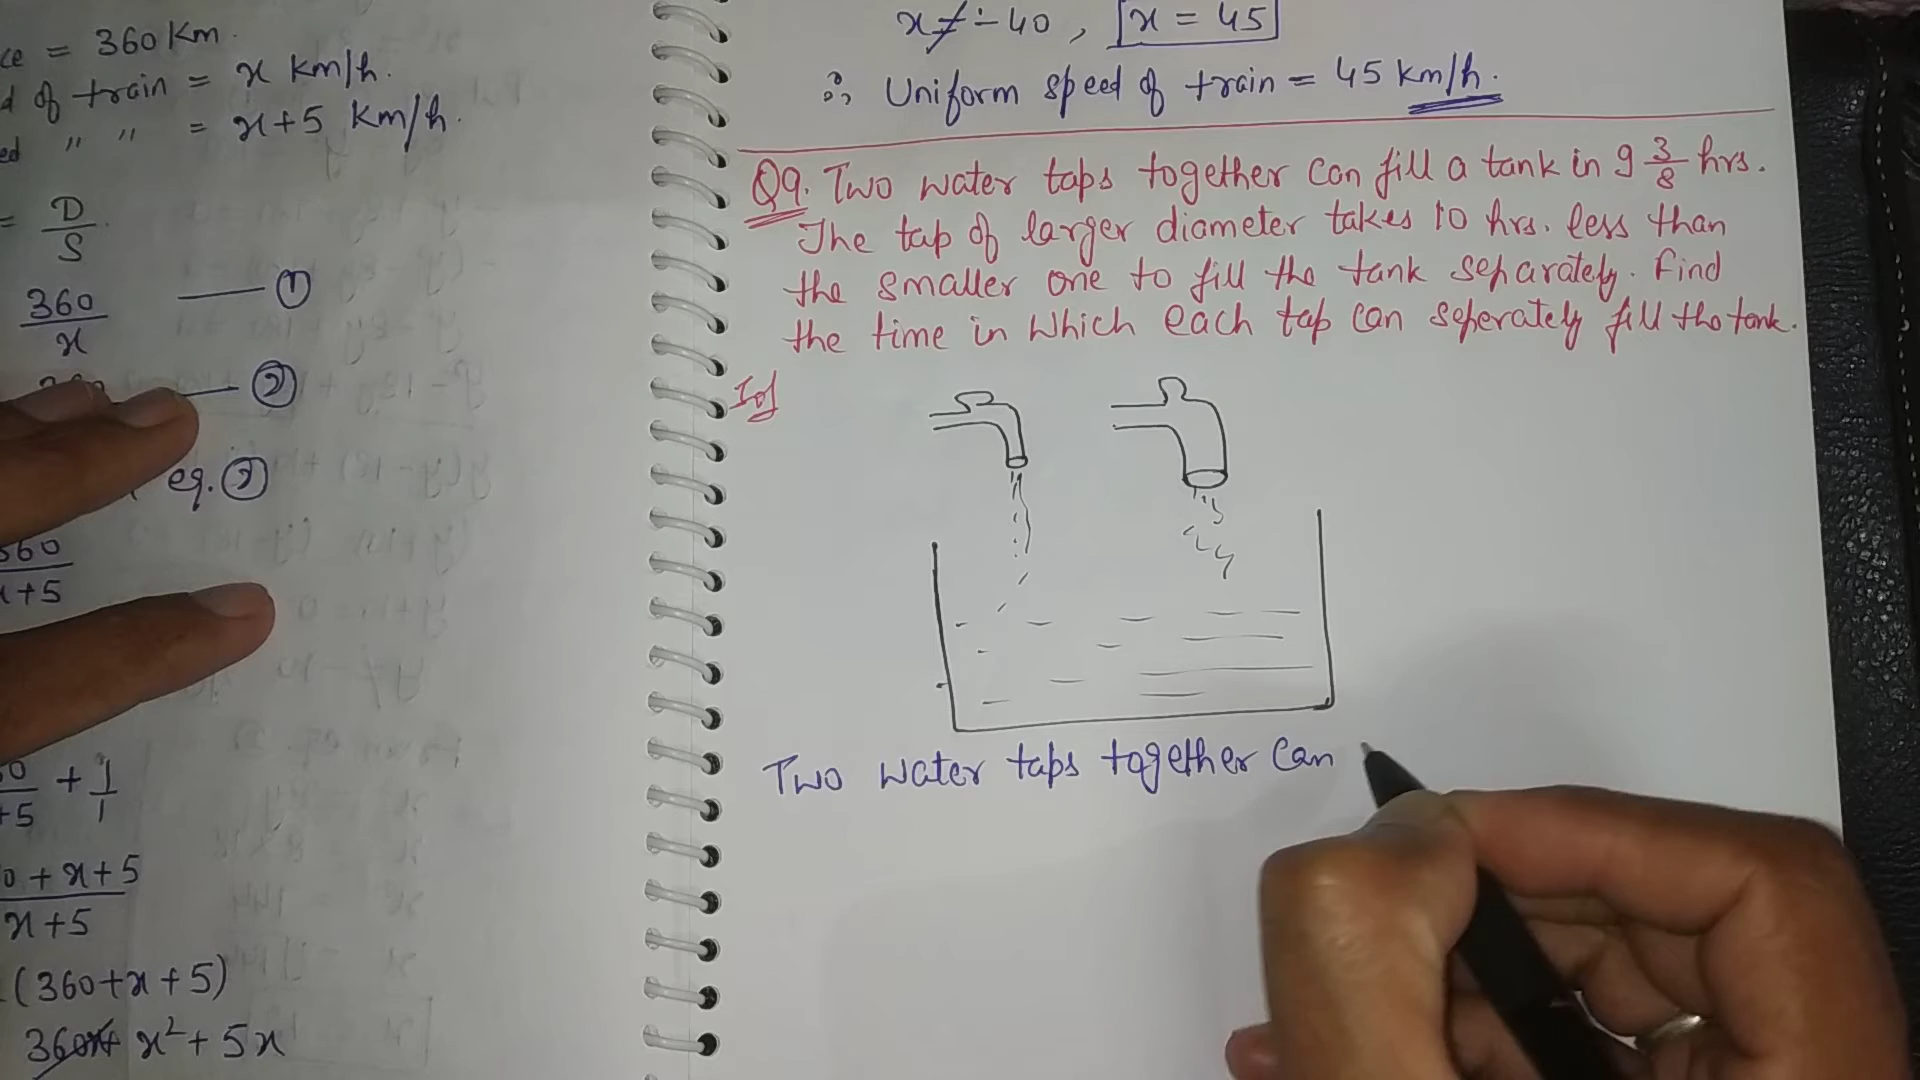 = 360 Km.
of train = x km/h.
" " = x+5 km/h.
= D/S
360/x —— ①
—— ②
eq. ②
360/x+5
+ 1/1
+ x + 5
x + 5
(360 + x + 5)
360x + x² + 5x
x ≠ - 40 , x = 45
∴ Uniform speed of train = 45 km/h.
Q9. Two water taps together can fill a tank in 9 3/8 hrs.
The tap of larger diameter takes 10 hrs. less than
the smaller one to fill the tank separately. Find
the time in which each tap can seperately fill the tank.
Two water taps together can